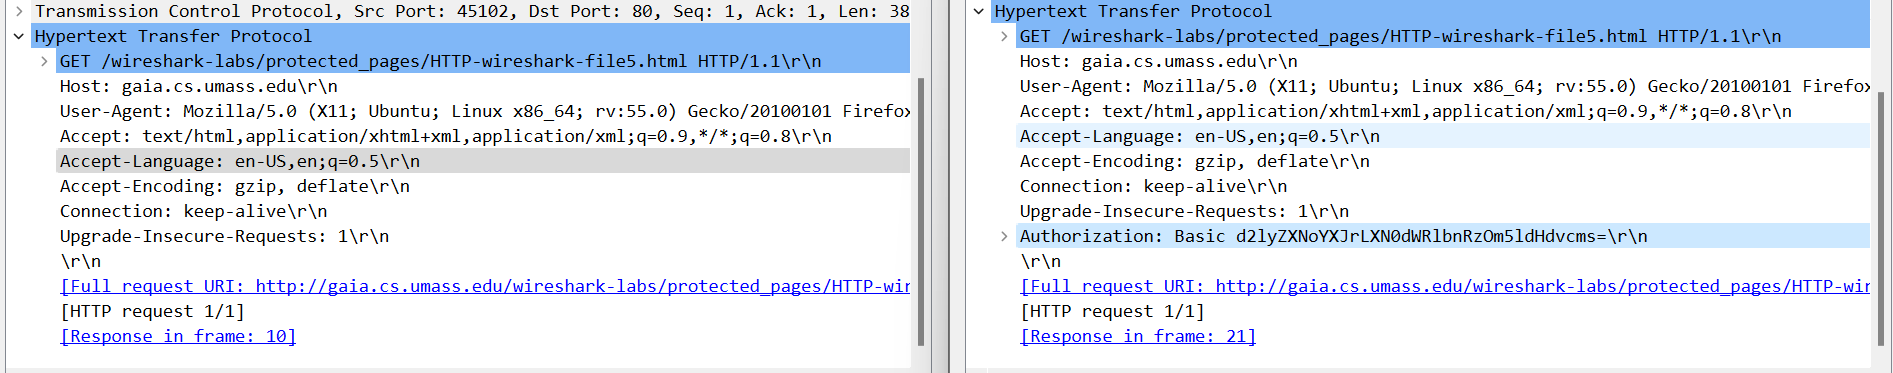 Transmission Control Protocol, Src Port: 45102, Dst Port: 80, Seq: 1, Ack: 1, Len: 38
Hypertext Transfer Protocol
GET /wireshark-labs/protected_pages/HTTP-wireshark-file5.html HTTP/1.1\r\n
Host: gaia.cs.umass.edu\r\n
User-Agent: Mozilla/5.0 (X11; Ubuntu; Linux x86_64; rv:55.0) Gecko/20100101 Firefox
Accept: text/html,application/xhtml+xml,application/xml;q=0.9,*/*;q=0.8\r\n
Accept-Language: en-US,en;q=0.5\r\n
Accept-Encoding: gzip, deflate\r\n
Connection: keep-alive\r\n
Upgrade-Insecure-Requests: 1\r\n
\r\n
[Full request URI: http://gaia.cs.umass.edu/wireshark-labs/protected_pages/HTTP-wir
[HTTP request 1/1]
[Response in frame: 10]
Hypertext Transfer Protocol
GET /wireshark-labs/protected_pages/HTTP-wireshark-file5.html HTTP/1.1\r\n
Host: gaia.cs.umass.edu\r\n
User-Agent: Mozilla/5.0 (X11; Ubuntu; Linux x86_64; rv:55.0) Gecko/20100101 Firefox
Accept: text/html,application/xhtml+xml,application/xml;q=0.9,*/*;q=0.8\r\n
Accept-Language: en-US,en;q=0.5\r\n
Accept-Encoding: gzip, deflate\r\n
Connection: keep-alive\r\n
Upgrade-Insecure-Requests: 1\r\n
Authorization: Basic d2lyZXNoYXJrLXN0dWRlbnRzOm5ldHdvcms=\r\n
\r\n
[Full request URI: http://gaia.cs.umass.edu/wireshark-labs/protected_pages/HTTP-wir
[HTTP request 1/1]
[Response in frame: 21]